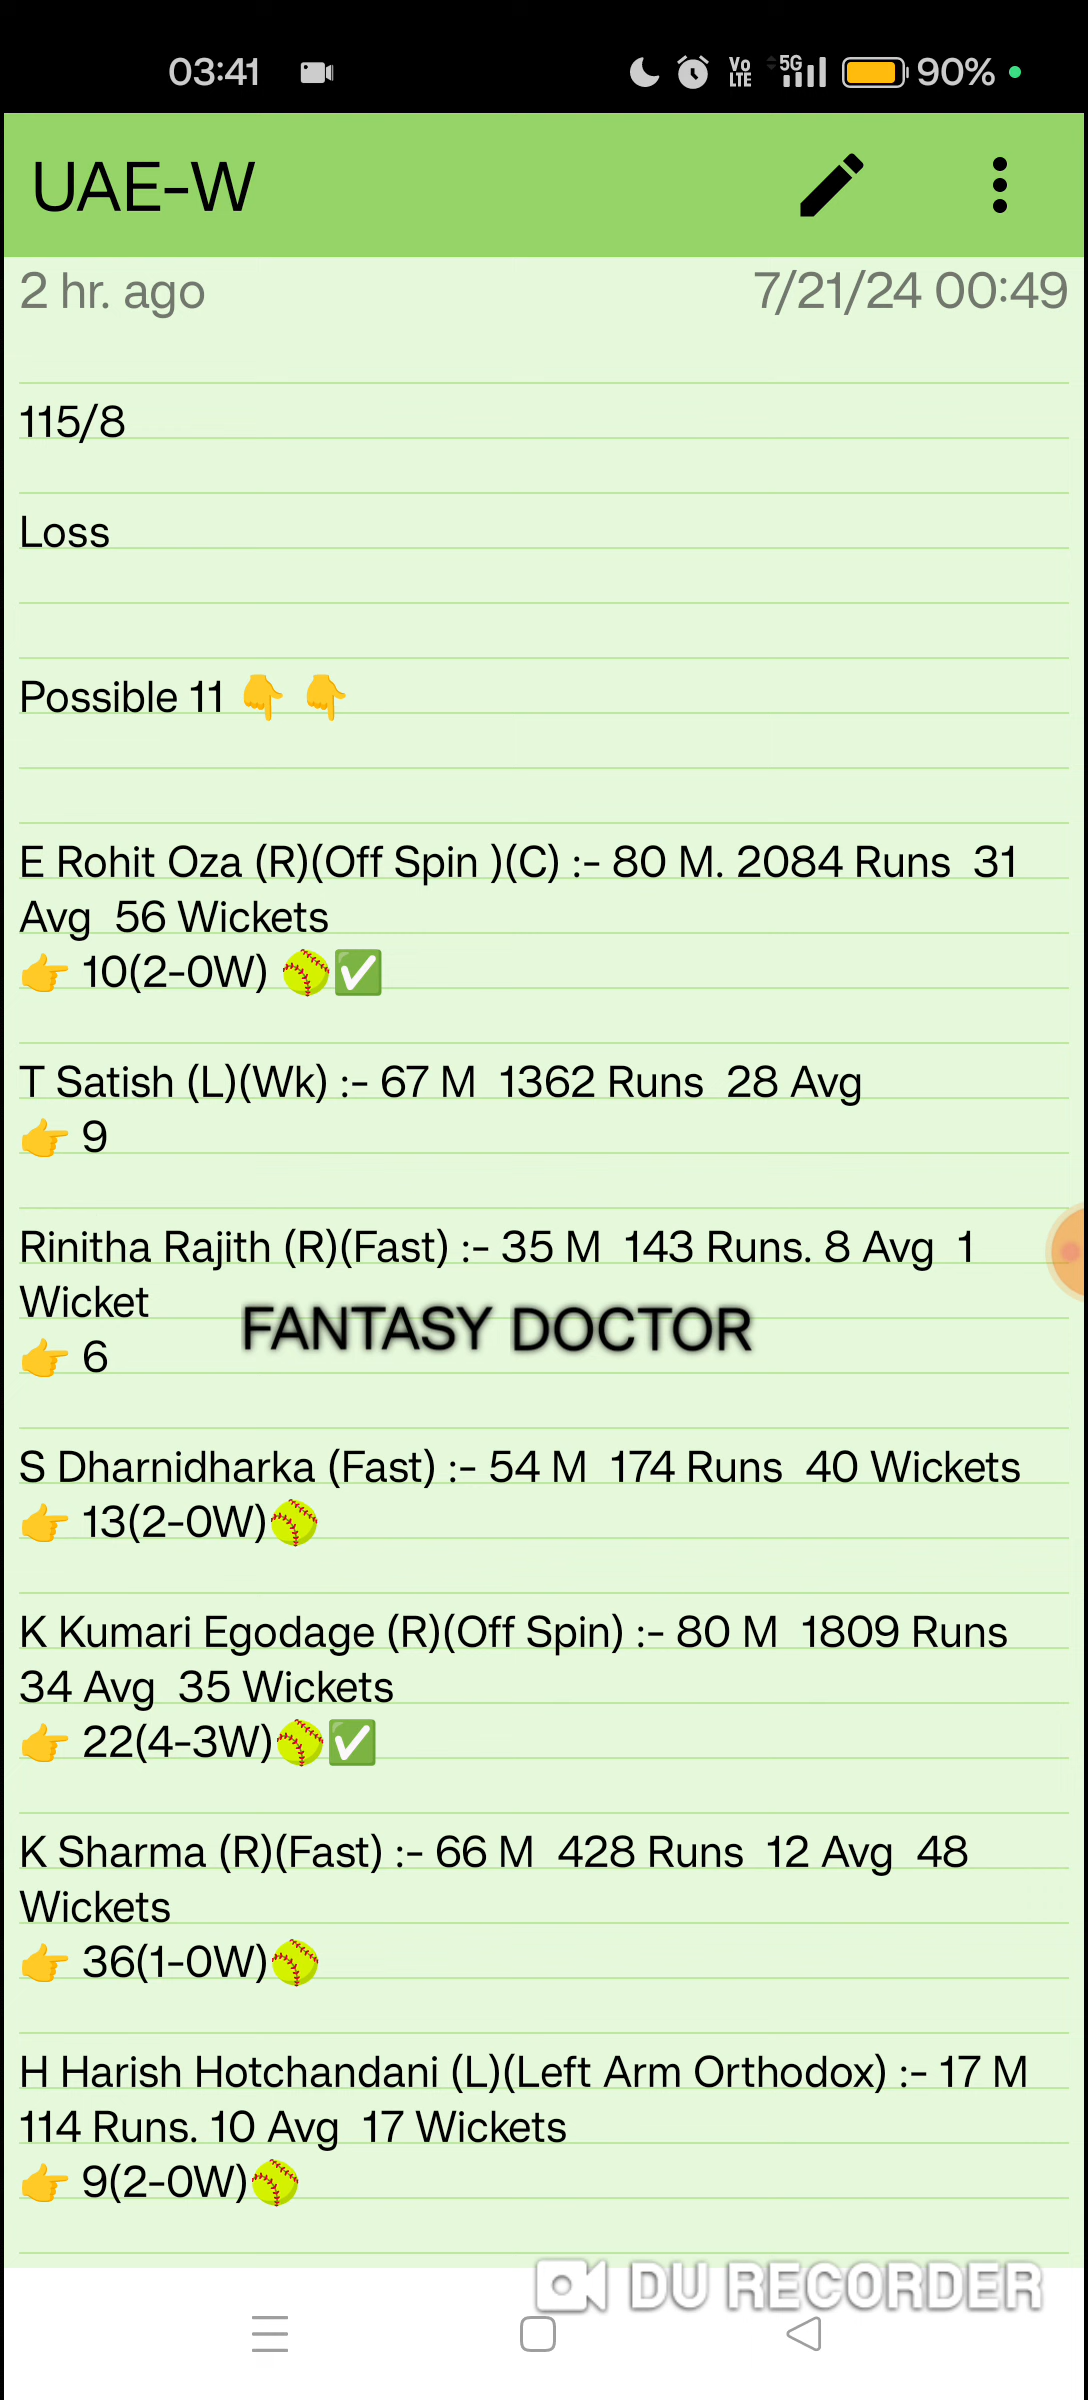 03:41 Vo LTE 5G 90%
UAE-W
2 hr. ago 7/21/24 00:49
115/8
Loss
Possible 11 👇 👇
E Rohit Oza (R)(Off Spin )(C) :- 80 M. 2084 Runs 31
Avg 56 Wickets
👉 10(2-0W) 🥎✅
T Satish (L)(Wk) :- 67 M 1362 Runs 28 Avg
👉 9
Rinitha Rajith (R)(Fast) :- 35 M 143 Runs. 8 Avg 1
Wicket
FANTASY DOCTOR
👉 6
S Dharnidharka (Fast) :- 54 M 174 Runs 40 Wickets
👉 13(2-0W)🥎
K Kumari Egodage (R)(Off Spin) :- 80 M 1809 Runs
34 Avg 35 Wickets
👉 22(4-3W)🥎✅
K Sharma (R)(Fast) :- 66 M 428 Runs 12 Avg 48
Wickets
👉 36(1-0W)🥎
H Harish Hotchandani (L)(Left Arm Orthodox) :- 17 M
114 Runs. 10 Avg 17 Wickets
👉 9(2-0W)🥎
DU RECORDER